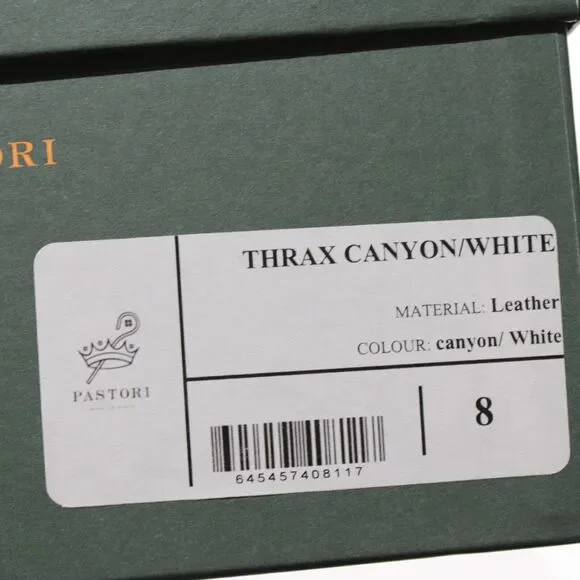 ORI
THRAX CANYON/WHITE
MATERIAL: Leather
COLOUR: canyon/ White
PASTORI
8
645457408117